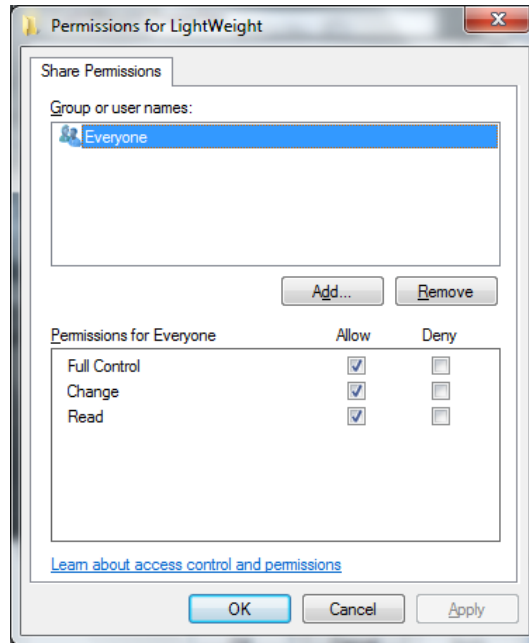 Permissions for LightWeight
Share Permissions
Group or user names:
Everyone
Add... Remove
Permissions for Everyone Allow Deny
Full Control
Change
Read
Learn about access control and permissions
OK Cancel Apply